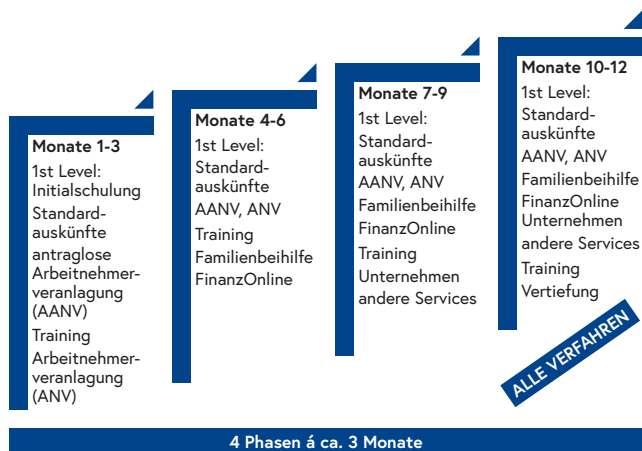 Monate 1-3
1st Level:
Initialschulung
Standard-
auskünfte
antraglose
Arbeitnehmer-
veranlagung
(AANV)
Training
Arbeitnehmer-
veranlagung
(ANV)
Monate 4-6
1st Level:
Standard-
auskünfte
AANV, ANV
Training
Familienbeihilfe
FinanzOnline
Monate 7-9
1st Level:
Standard-
auskünfte
AANV, ANV
Familienbeihilfe
FinanzOnline
Training
Unternehmen
andere Services
Monate 10-12
1st Level:
Standard-
auskünfte
AANV, ANV
Familienbeihilfe
FinanzOnline
Unternehmen
andere Services
Training
Vertiefung
ALLE VERFAHREN
4 Phasen á ca. 3 Monate